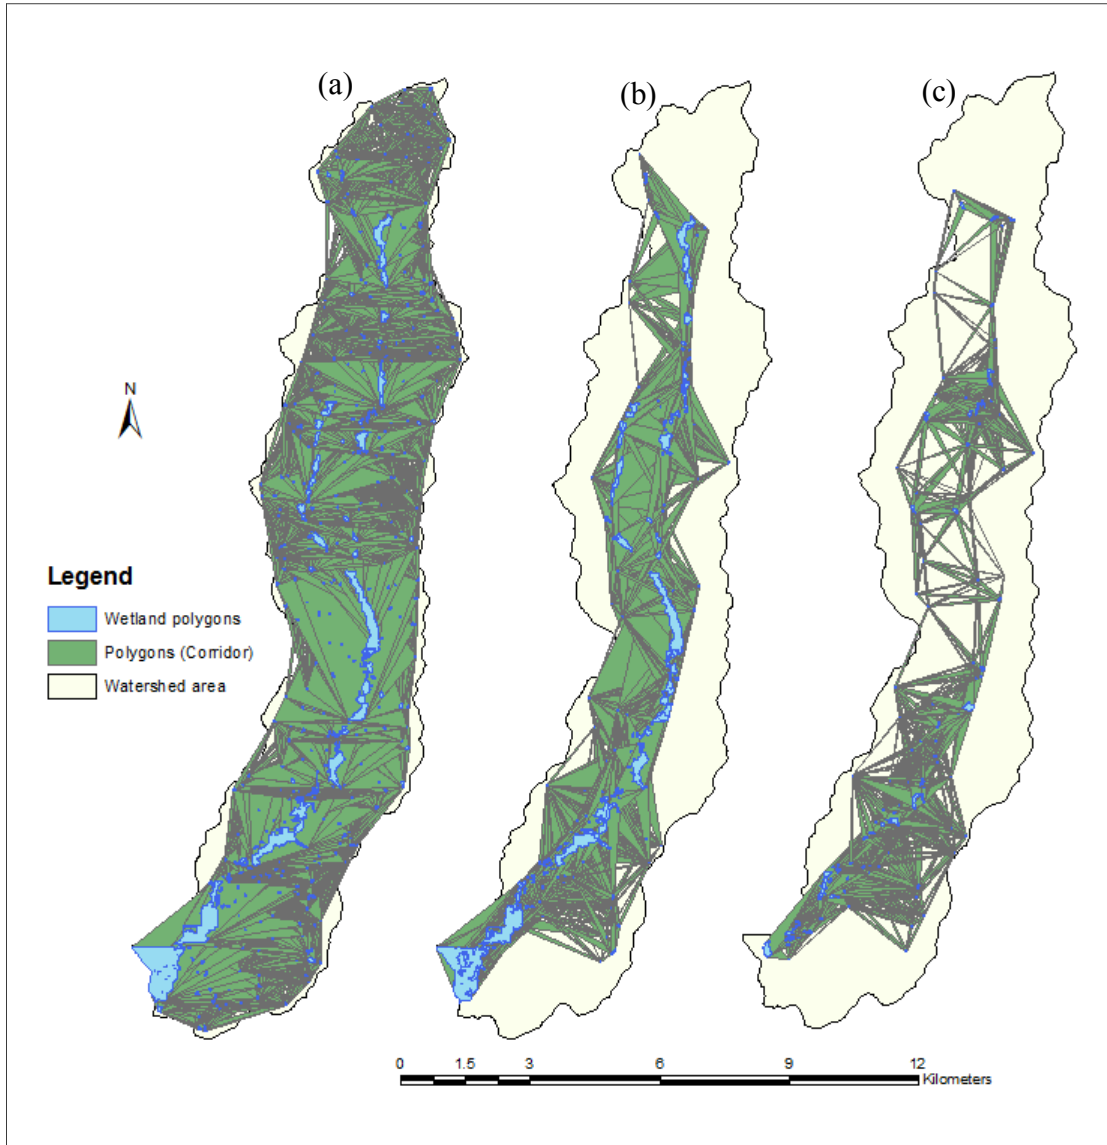 (a)
(b)
(c)
N
Legend
Wetland polygons
Polygons (Corridor)
Watershed area
0 1.5 3 6 9 12
Kilometers